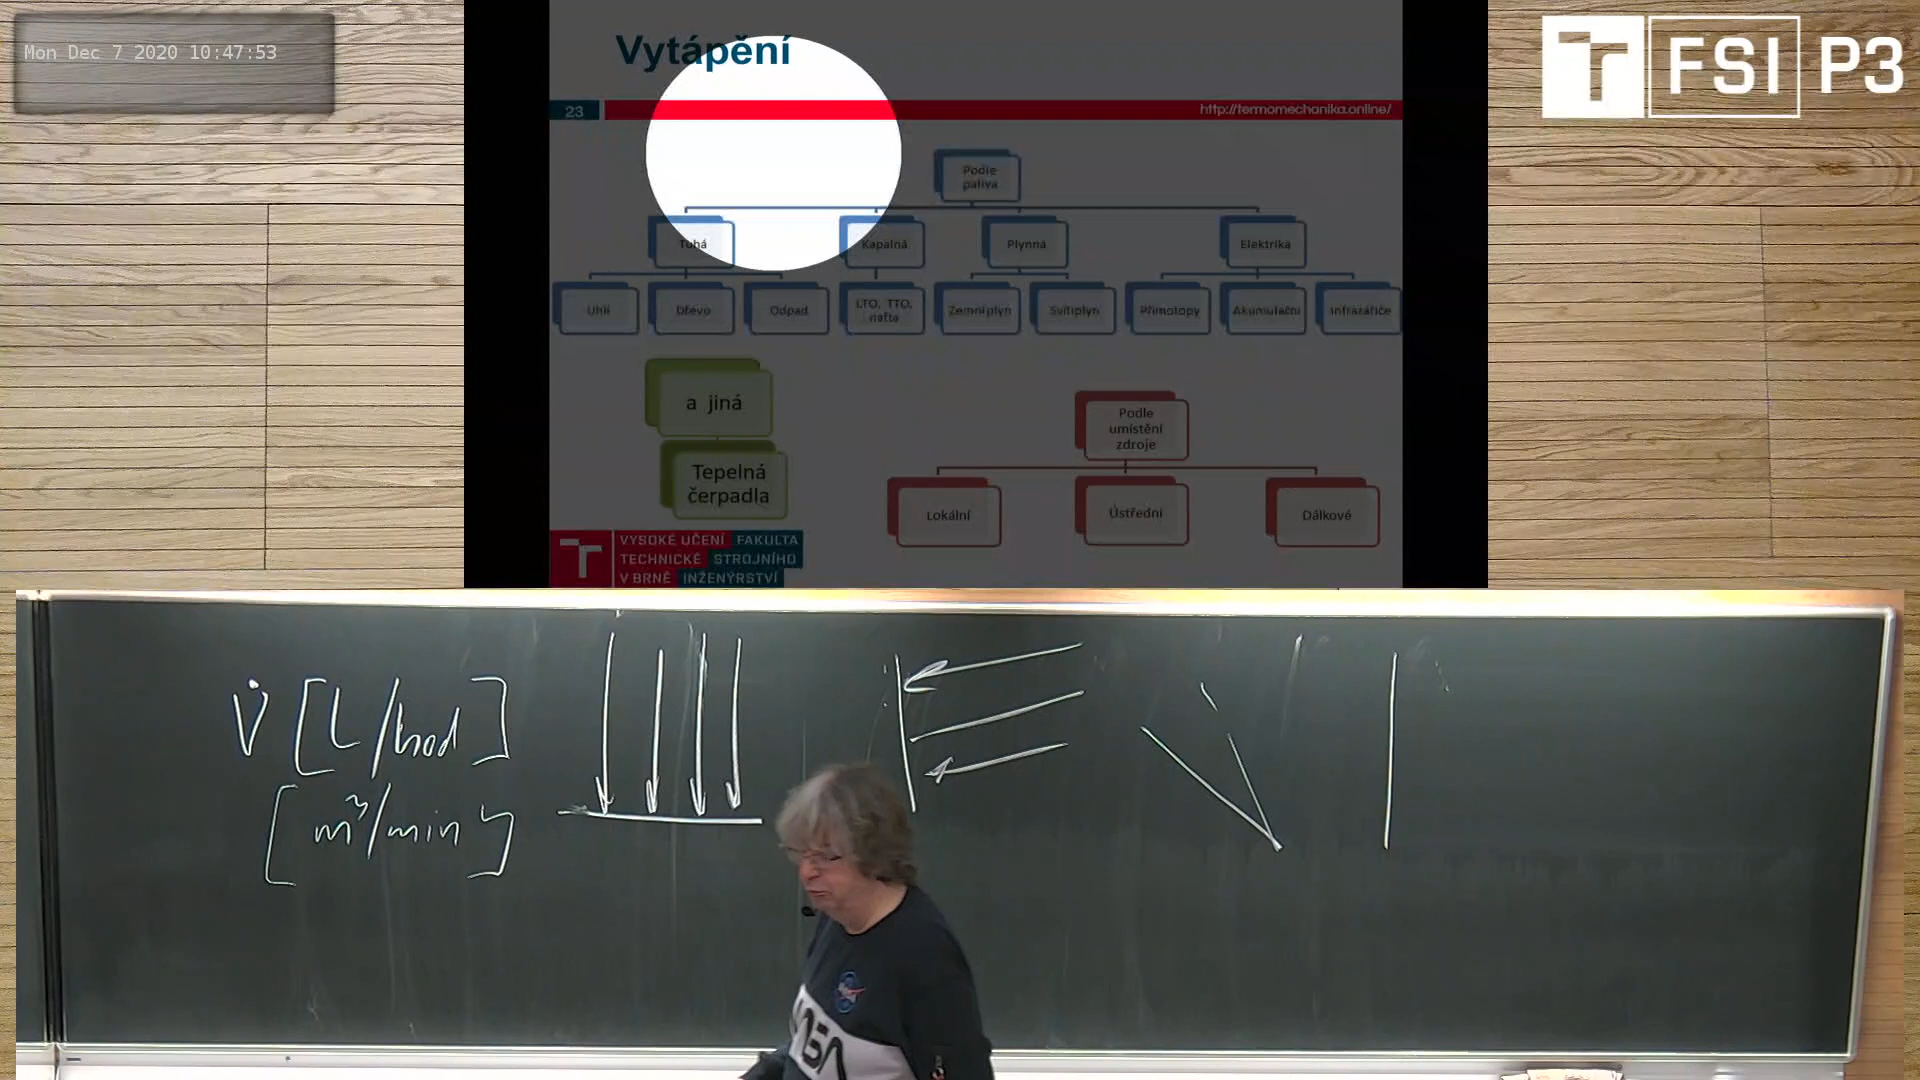 Mon Dec 7 2020 10:47:53
FSI P3
Vytápění
23
http://termomechanika.online/
Podle
paliva
Tuhá
Kapalná
Plynná
Elektrika
Uhlí
Dřevo
Odpad
LTO, TTO,
nafta
Zemní plyn
Svítiplyn
Přímotopy
Akumulační
Infrazářiče
a jiná
Tepelná
čerpadla
Podle
umístění
zdroje
Lokální
Ústřední
Dálkové
VYSOKÉ UČENÍ FAKULTA
TECHNICKÉ STROJNÍHO
V BRNĚ INŽENÝRSTVÍ
V̇ [L/hod]
[m³/min]
NASA